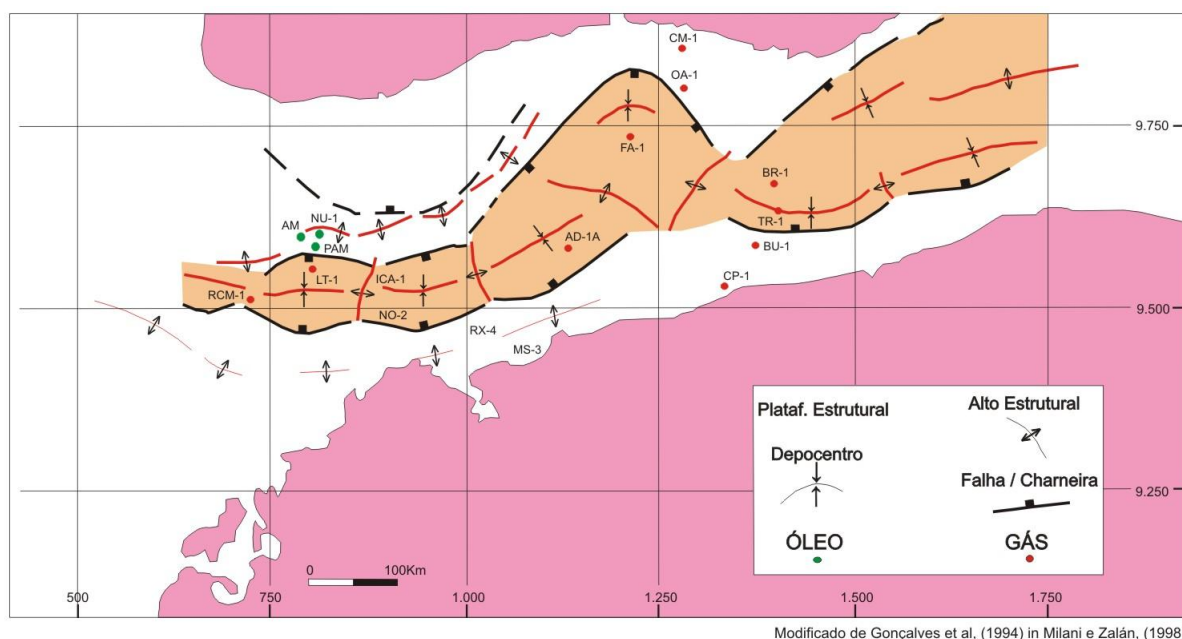 CM-1
OA-1
9.750
FA-1
BR-1
NU-1
AM
TR-1
PAM
BU-1
AD-1A
LT-1
ICA-1
CP-1
RCM-1
9.500
NO-2
RX-4
MS-3
Plataf. Estrutural
Alto Estrutural
Depocentro
Falha / Charneira
9.250
ÓLEO
GÁS
0 100Km
500 750 1.000 1.250 1.500 1.750
Modificado de Gonçalves et al, (1994) in Milani e Zalán, (1998